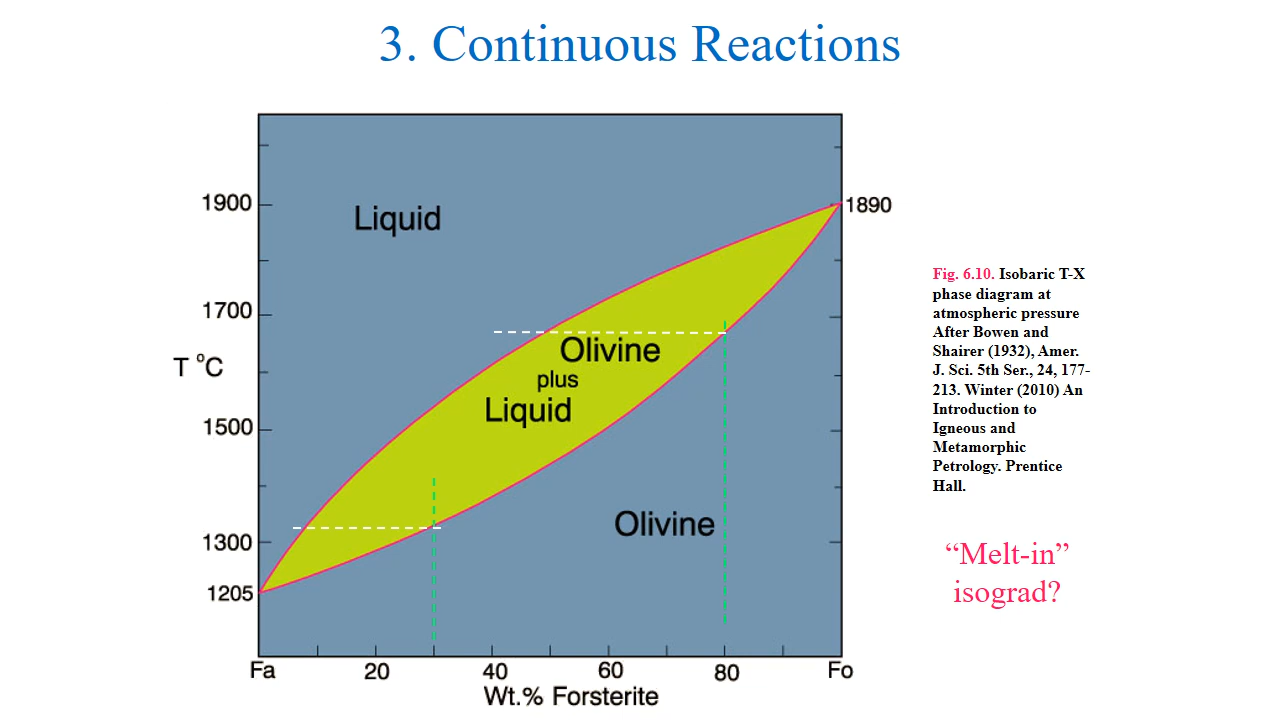 3. Continuous Reactions
1900
1700
T °C
1500
1300
1205
Liquid
Olivine
plus
Liquid
Olivine
1890
Fa
20
40
60
80
Fo
Wt.% Forsterite
Fig. 6.10. Isobaric T-X
phase diagram at
atmospheric pressure
After Bowen and
Shairer (1932), Amer.
J. Sci. 5th Ser., 24, 177-
213. Winter (2010) An
Introduction to
Igneous and
Metamorphic
Petrology. Prentice
Hall.
“Melt-in”
isograd?